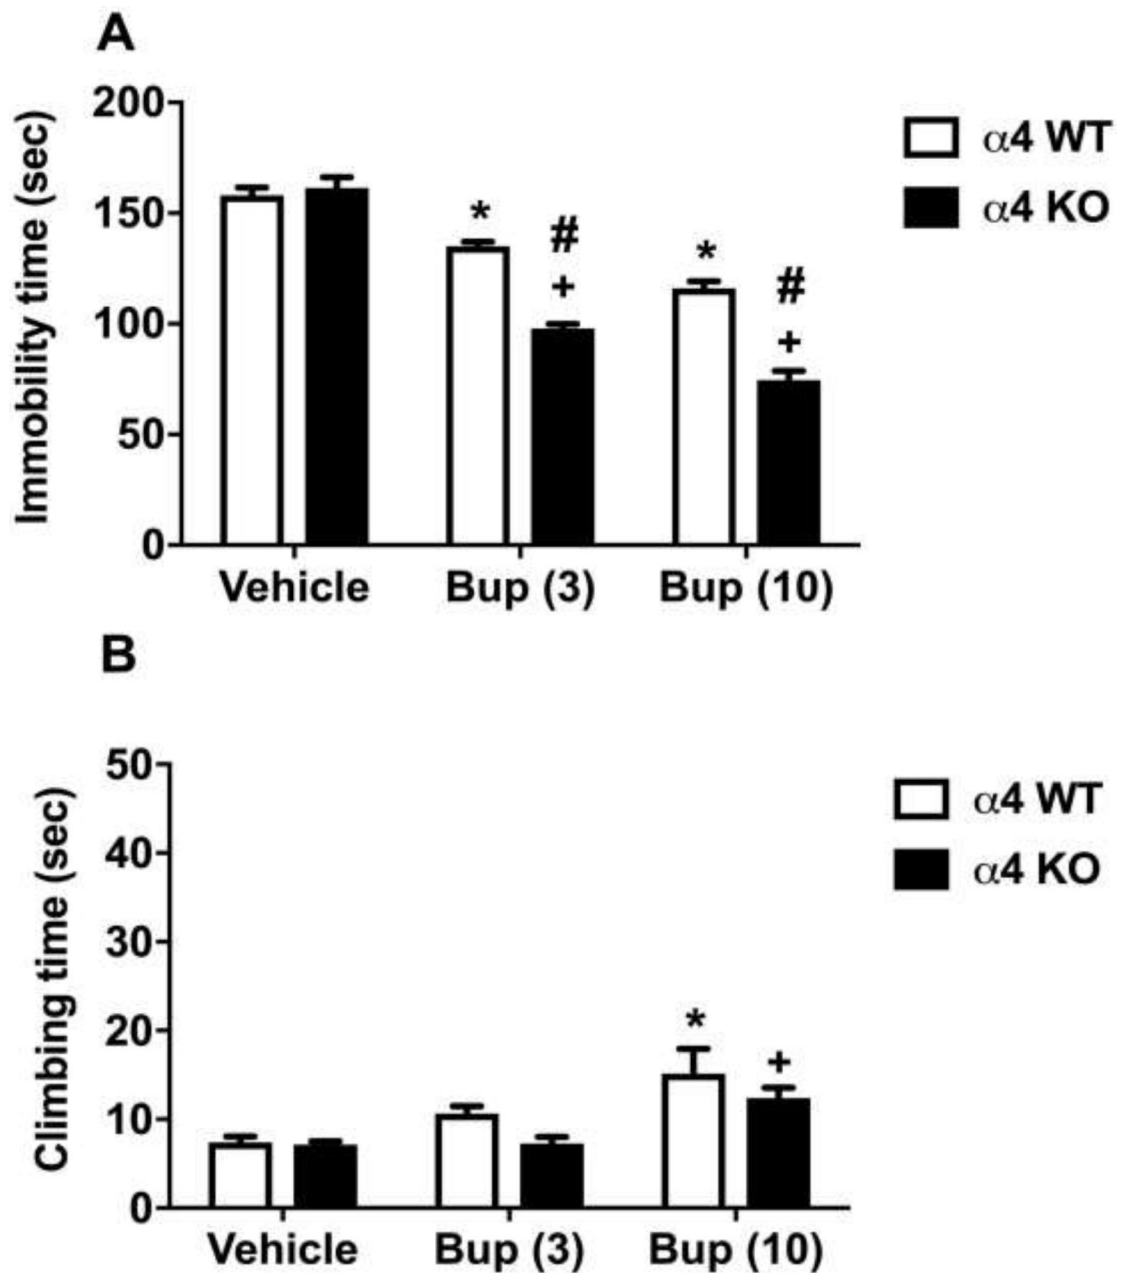 A
Immobility time (sec)
200
150
100
50
0
*
#
+
*
#
+
Vehicle
Bup (3)
Bup (10)
α4 WT
α4 KO
B
Climbing time (sec)
50
40
30
20
10
0
*
+
Vehicle
Bup (3)
Bup (10)
α4 WT
α4 KO